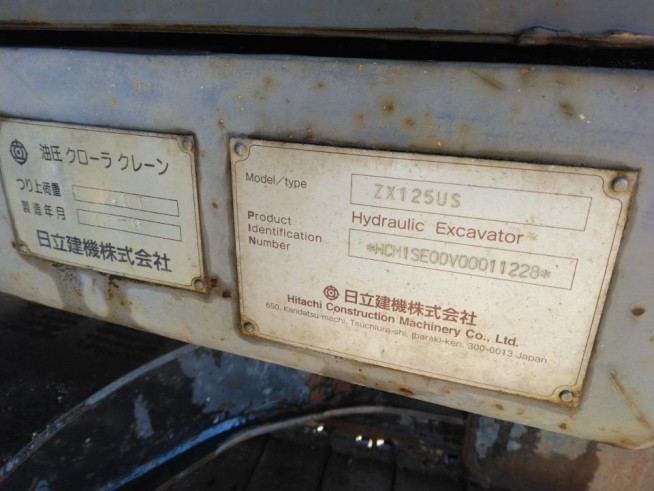 油圧 クローラ クレーン
つり上荷重
製造年月
日立建機株式会社
Model/type ZX125US
Hydraulic Excavator
Product
Identification
Number
*HCM1SE00V00011228*
日立建機株式会社
Hitachi Construction Machinery Co., Ltd.
650, Kandatsu-machi, Tsuchiura-shi, Ibaraki-ken, 300-0013 Japan